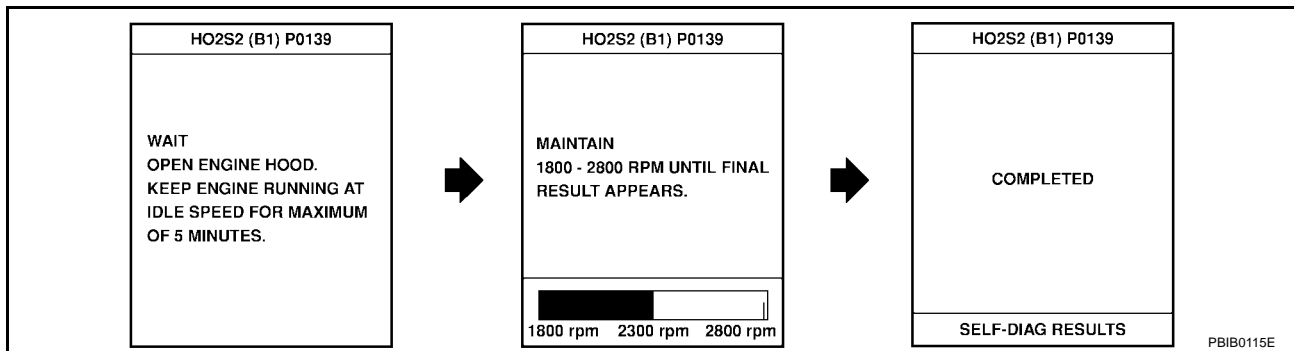 HO2S2 (B1) P0139
WAIT
OPEN ENGINE HOOD.
KEEP ENGINE RUNNING AT
IDLE SPEED FOR MAXIMUM
OF 5 MINUTES.
HO2S2 (B1) P0139
MAINTAIN
1800 - 2800 RPM UNTIL FINAL
RESULT APPEARS.
1800 rpm 2300 rpm 2800 rpm
HO2S2 (B1) P0139
COMPLETED
SELF-DIAG RESULTS
PBIB0115E